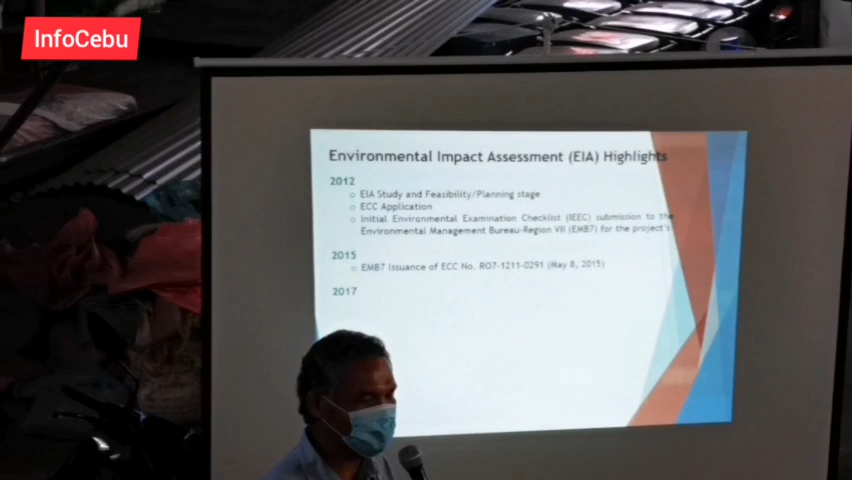 InfoCebu
Environmental Impact Assessment (EIA) Highlights
2012
EIA Study and Feasibility/Planning stage
ECC Application
Initial Environmental Examination Checklist (IEEC) submission to the
Environmental Management Bureau-Region VII (EMB7) for the project's
2015
EMB7 Issuance of ECC No. RO7-1211-0291 (May 8, 2015)
2017